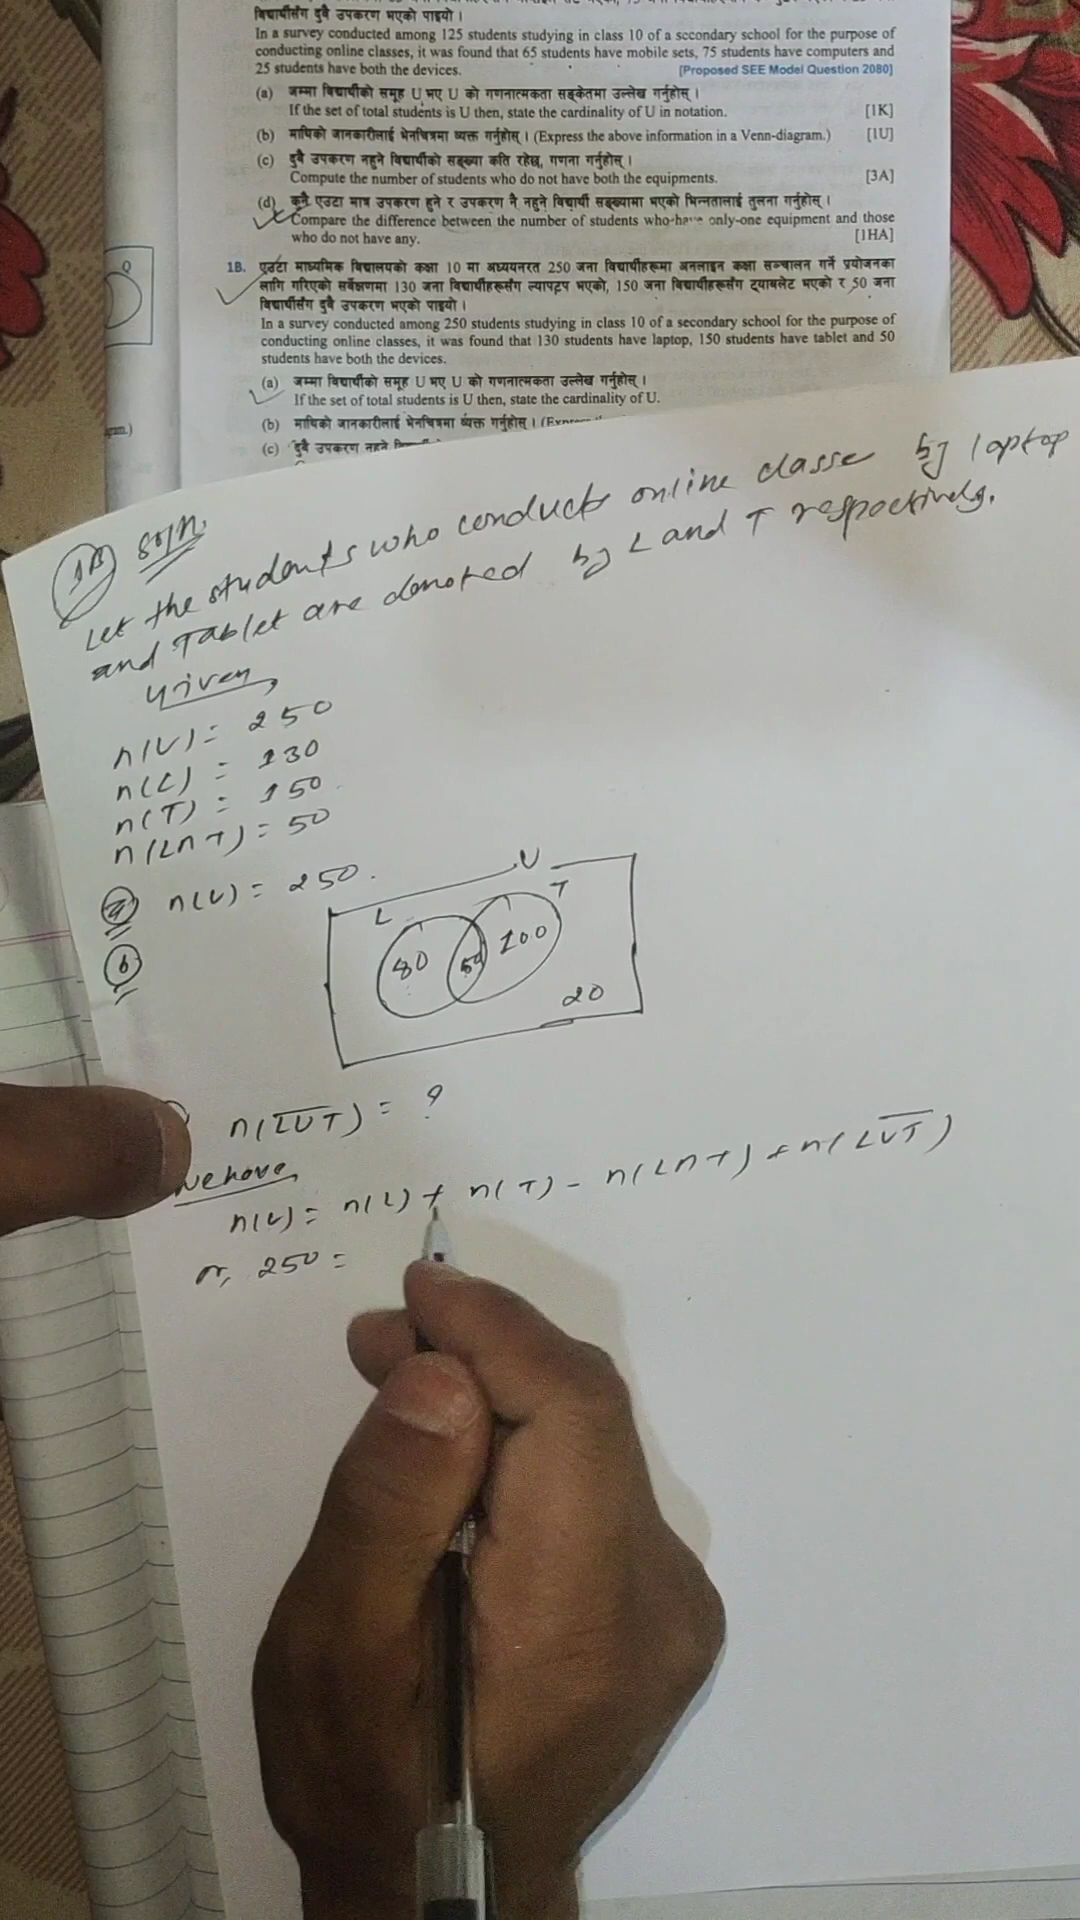 विद्यार्थीसँग दुवै उपकरण भएको पाइयो ।
In a survey conducted among 125 students studying in class 10 of a secondary school for the purpose of
conducting online classes, it was found that 65 students have mobile sets, 75 students have computers and
25 students have both the devices. [Proposed SEE Model Question 2080]
(a) जम्मा विद्यार्थीको समूह U भए U को गणनात्मकता सङ्केतमा उल्लेख गर्नुहोस् ।
If the set of total students is U then, state the cardinality of U in notation. [1K]
(b) माथिको जानकारीलाई भेनचित्रमा व्यक्त गर्नुहोस् । (Express the above information in a Venn-diagram.) [1U]
(c) दुवै उपकरण नहुने विद्यार्थीको सङ्ख्या कति रहेछ, गणना गर्नुहोस् ।
Compute the number of students who do not have both the equipments. [3A]
(d) कुनै एउटा मात्र उपकरण हुने र उपकरण नै नहुने विद्यार्थी सङ्ख्यामा भएको भिन्नतालाई तुलना गर्नुहोस् ।
Compare the difference between the number of students who have only one equipment and those
who do not have any. [1HA]
Q
1B. एउटा माध्यमिक विद्यालयको कक्षा 10 मा अध्ययनरत 250 जना विद्यार्थीहरूमा अनलाइन कक्षा सञ्चालन गर्ने प्रयोजनका
लागि गरिएको सर्वेक्षणमा 130 जना विद्यार्थीहरूसँग ल्यापटप भएको, 150 जना विद्यार्थीहरूसँग ट्याबलेट भएको र 50 जना
विद्यार्थीसँग दुवै उपकरण भएको पाइयो ।
In a survey conducted among 250 students studying in class 10 of a secondary school for the purpose of
conducting online classes, it was found that 130 students have laptop, 150 students have tablet and 50
students have both the devices.
(a) जम्मा विद्यार्थीको समूह U भए U को गणनात्मकता उल्लेख गर्नुहोस् ।
If the set of total students is U then, state the cardinality of U.
(b) माथिको जानकारीलाई भेनचित्रमा व्यक्त गर्नुहोस् ।
(c) दुवै उपकरण नहुने
1B soln.
Let the students who conducts online classe by laptop
and Tablet are denoted by L and T respectively.
Given,
n(U) = 250
n(L) = 130
n(T) = 150
n(L∩T) = 50
(a) n(U) = 250.
(b)
U
L T
80 50 100
20
n(L̅U̅T̅) = ?
We have,
n(U) = n(L) + n(T) - n(L∩T) + n(L̅U̅T̅)
or, 250 =